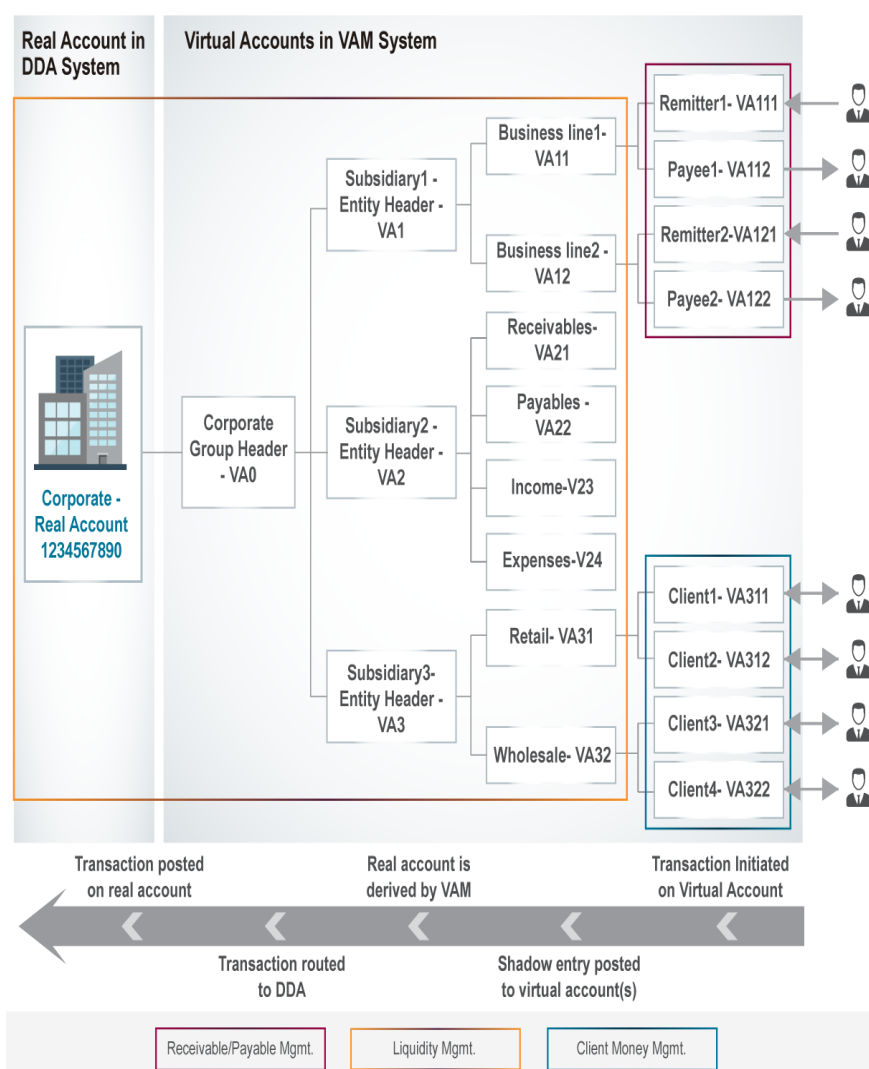 Real Account in
DDA System
Virtual Accounts in VAM System
Corporate -
Real Account
1234567890
Corporate
Group Header
- VA0
Subsidiary1 -
Entity Header -
VA1
Subsidiary2 -
Entity Header -
VA2
Subsidiary3-
Entity Header -
VA3
Business line1-
VA11
Business line2 -
VA12
Receivables-
VA21
Payables -
VA22
Income-V23
Expenses-V24
Retail- VA31
Wholesale- VA32
Remitter1- VA111
Payee1- VA112
Remitter2-VA121
Payee2- VA122
Client1- VA311
Client2- VA312
Client3- VA321
Client4- VA322
Transaction posted
on real account
Real account is
derived by VAM
Transaction Initiated
on Virtual Account
Transaction routed
to DDA
Shadow entry posted
to virtual account(s)
Receivable/Payable Mgmt.
Liquidity Mgmt.
Client Money Mgmt.